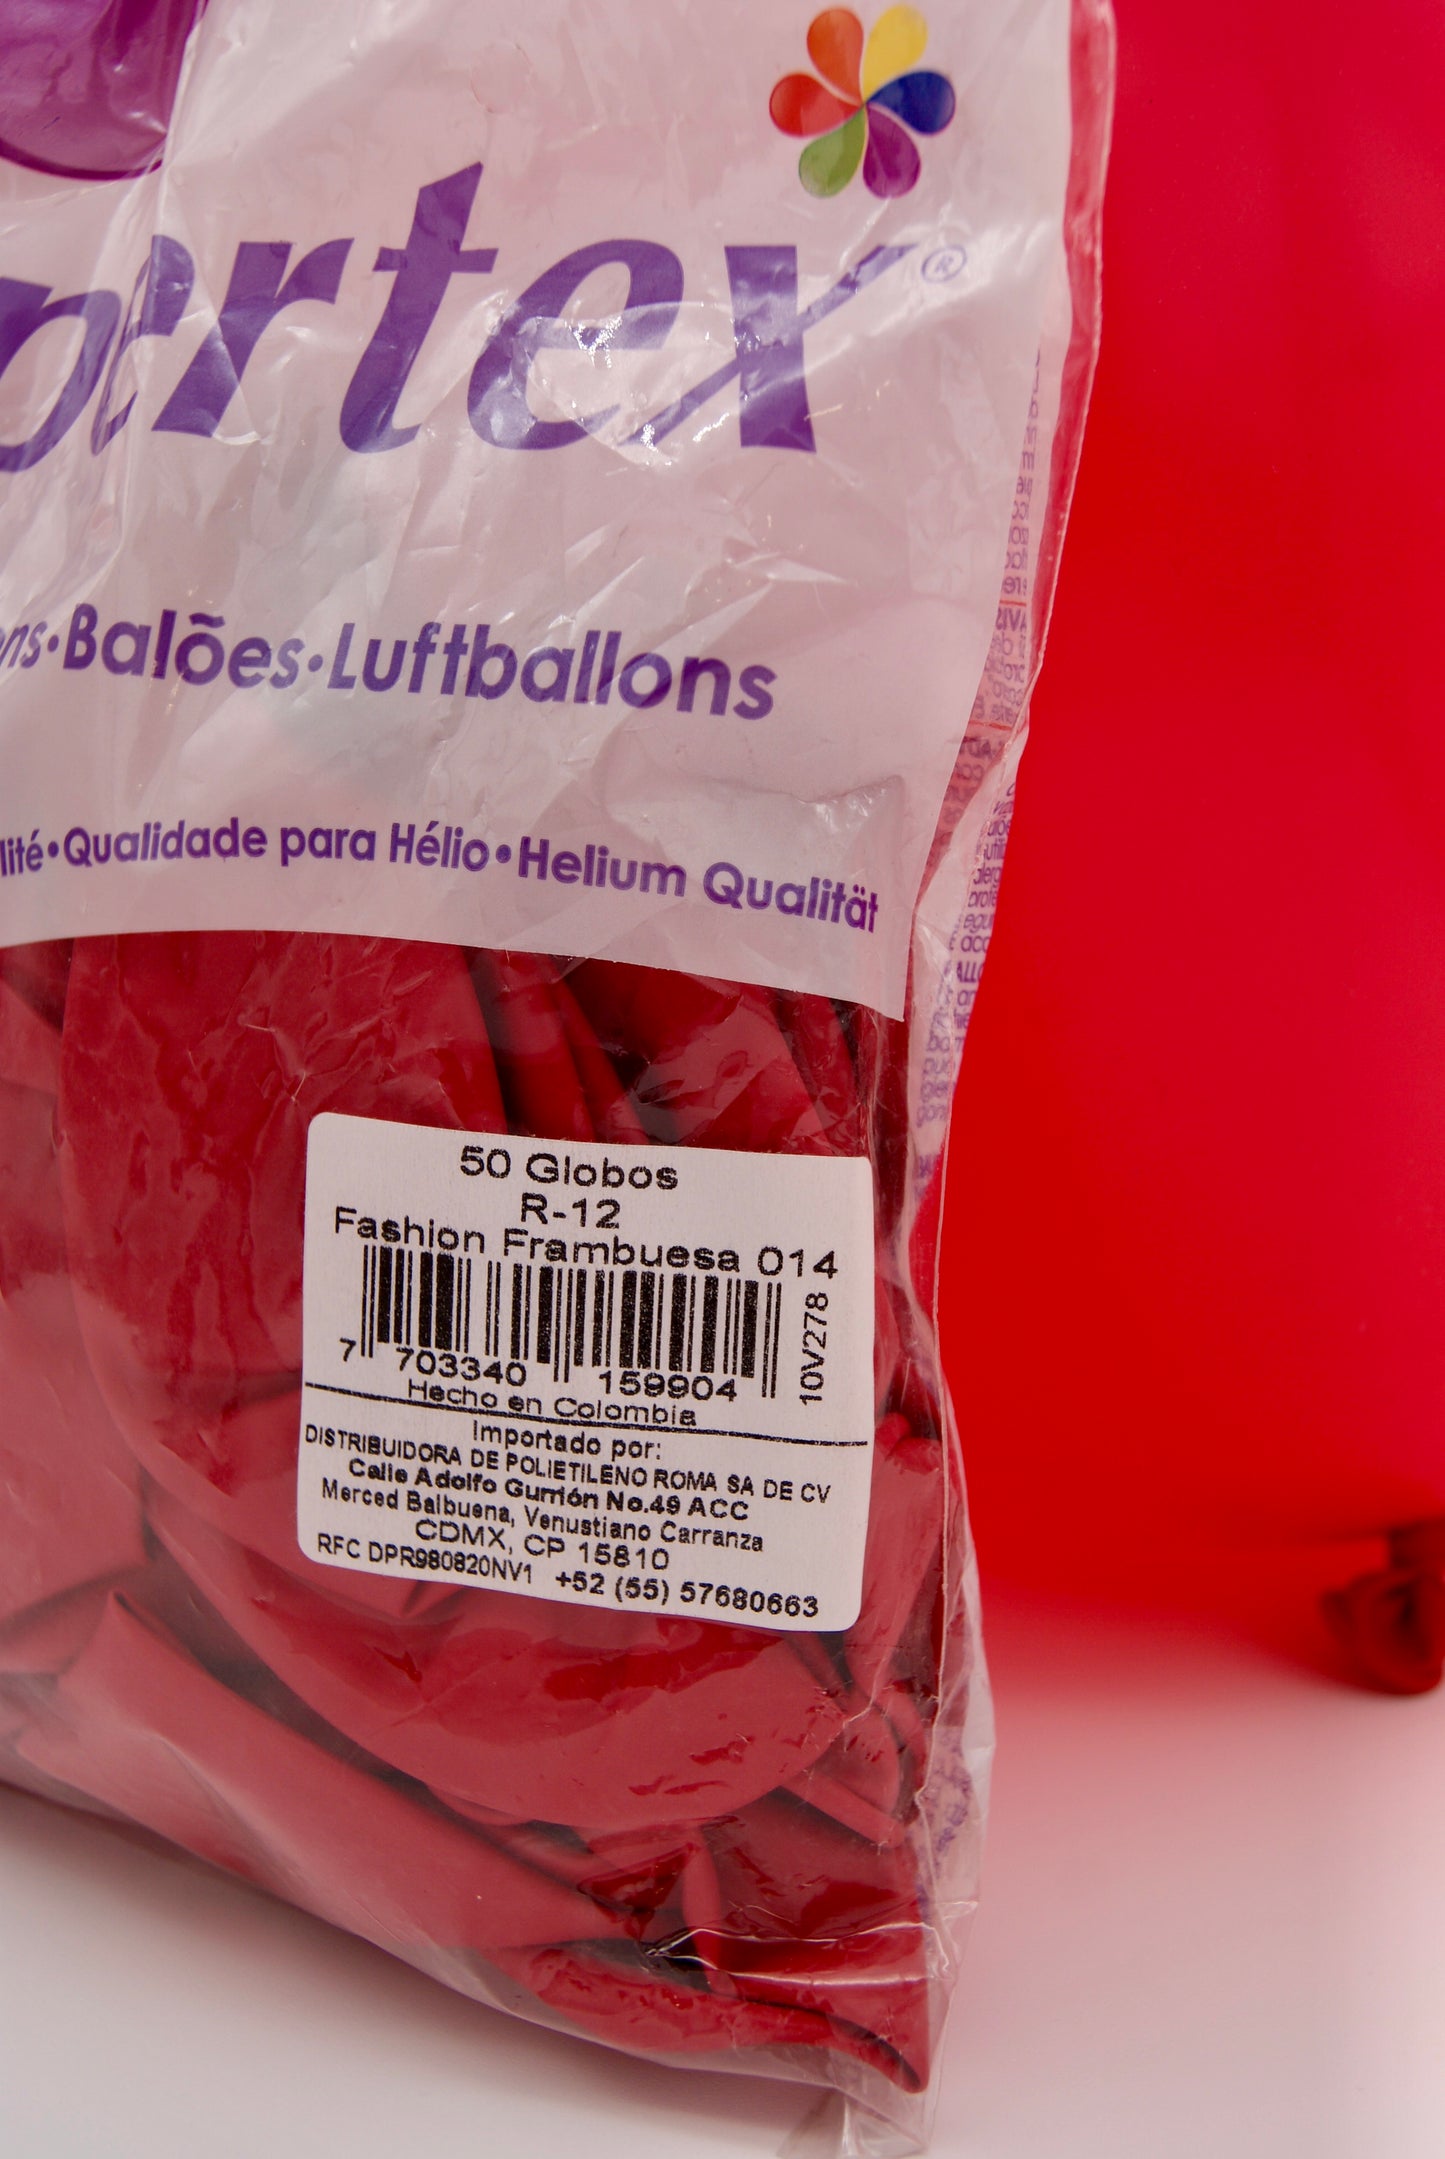 pertex®
ns•Balões•Luftballons
lité•Qualidade para Hélio•Helium Qualität
50 Globos
R-12
Fashion Frambuesa 014
10V278
7 703340 159904
Hecho en Colombia
Importado por:
DISTRIBUIDORA DE POLIETILENO ROMA SA DE CV
Calle Adolfo Gurrión No.49 ACC
Merced Balbuena, Venustiano Carranza
CDMX, CP 15810
RFC DPR980820NV1 +52 (55) 57680663